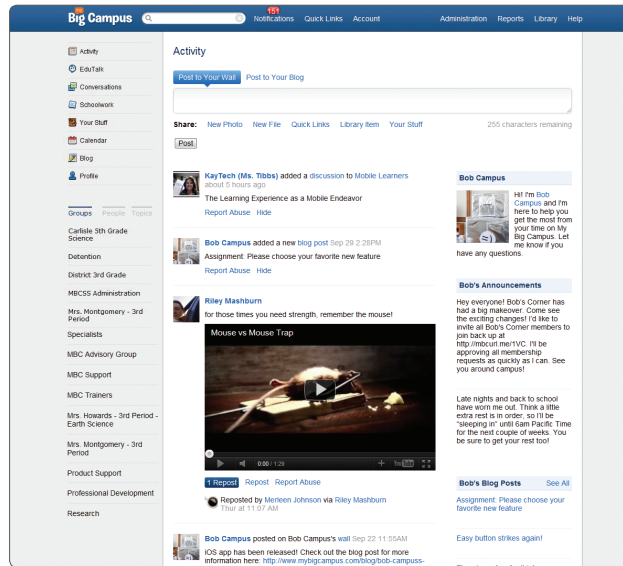 my
Big Campus
151
Notifications Quick Links Account
Administration Reports Library Help
Activity
EduTalk
Conversations
Schoolwork
Your Stuff
Calendar
Blog
Profile
Groups People Topics
Carlisle 5th Grade
Science
Detention
District 3rd Grade
MBCSS Administration
Mrs. Montgomery - 3rd
Period
Specialists
MBC Advisory Group
MBC Support
MBC Trainers
Mrs. Howards - 3rd Period -
Earth Science
Mrs. Montgomery - 3rd
Period
Product Support
Professional Development
Research
Activity
Post to Your Wall Post to Your Blog
Share: New Photo New File Quick Links Library Item Your Stuff 255 characters remaining
Post
KayTech (Ms. Tibbs) added a discussion to Mobile Learners
about 5 hours ago
The Learning Experience as a Mobile Endeavor
Report Abuse Hide
Bob Campus added a new blog post Sep 29 2:28PM
Assignment: Please choose your favorite new feature
Report Abuse Hide
Riley Mashburn
for those times you need strength, remember the mouse!
Mouse vs Mouse Trap
0:00 / 1:29
YouTube
1 Repost Repost Report Abuse
Reposted by Merleen Johnson via Riley Mashburn
Thur at 11:07 AM
Bob Campus posted on Bob Campus's wall Sep 22 11:55AM
iOS app has been released! Check out the blog post for more
information here: http://www.mybigcampus.com/blog/bob-campuss-
Bob Campus
Hi! I'm Bob
Campus and I'm
here to help you
get the most from
your time on My
Big Campus. Let
me know if you
have any questions.
Bob's Announcements
Hey everyone! Bob's Corner has
had a big makeover. Come see
the exciting changes! I'd like to
invite all Bob's Corner members to
join back up at
http://mbcurl.me/1VC. I'll be
approving all membership
requests as quickly as I can. See
you around campus!
Late nights and back to school
have worn me out. Think a little
extra rest is in order, so I'll be
"sleeping in" until 6am Pacific Time
for the next couple of weeks. You
be sure to get your rest too!
Bob's Blog Posts See All
Assignment: Please choose your
favorite new feature
Easy button strikes again!